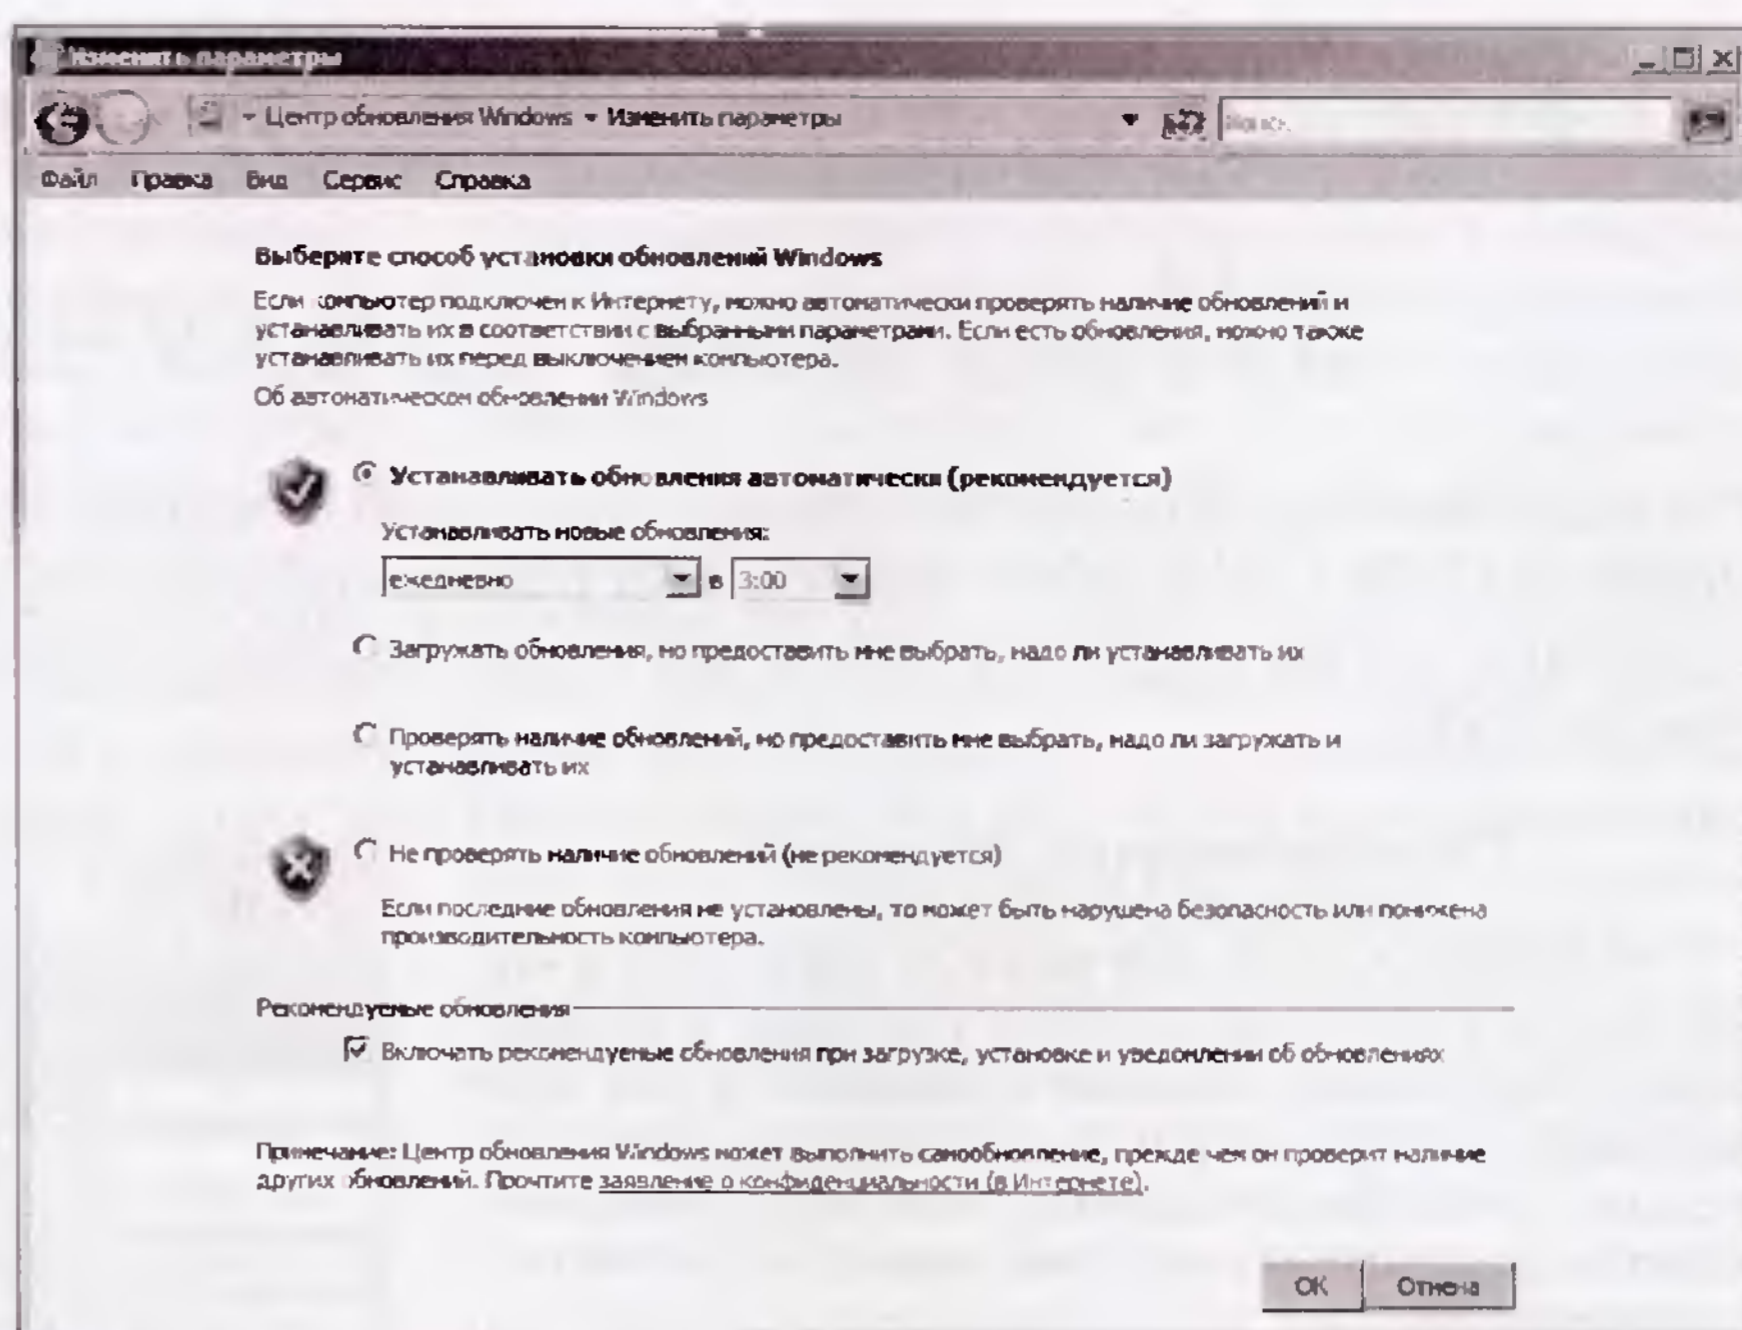 Изменить параметры
Центр обновления Windows Изменить параметры Поиск
Файл Правка Вид Сервис Справка
Выберите способ установки обновлений Windows
Если компьютер подключен к Интернету, можно автоматически проверять наличие обновлений и
устанавливать их в соответствии с выбранными параметрами. Если есть обновления, можно также
устанавливать их перед выключением компьютера.
Об автоматическом обновлении Windows
Устанавливать обновления автоматически (рекомендуется)
Устанавливать новые обновления:
ежедневно в 3:00
Загружать обновления, но предоставить мне выбрать, надо ли устанавливать их
Проверять наличие обновлений, но предоставить мне выбрать, надо ли загружать и
устанавливать их
Не проверять наличие обновлений (не рекомендуется)
Если последние обновления не установлены, то может быть нарушена безопасность или понижена
производительность компьютера.
Рекомендуемые обновления
Включать рекомендуемые обновления при загрузке, установке и уведомлении об обновлениях
Примечание: Центр обновления Windows может выполнить самообновление, прежде чем он проверит наличие
других обновлений. Прочтите заявление о конфиденциальности (в Интернете).
OK Отмена